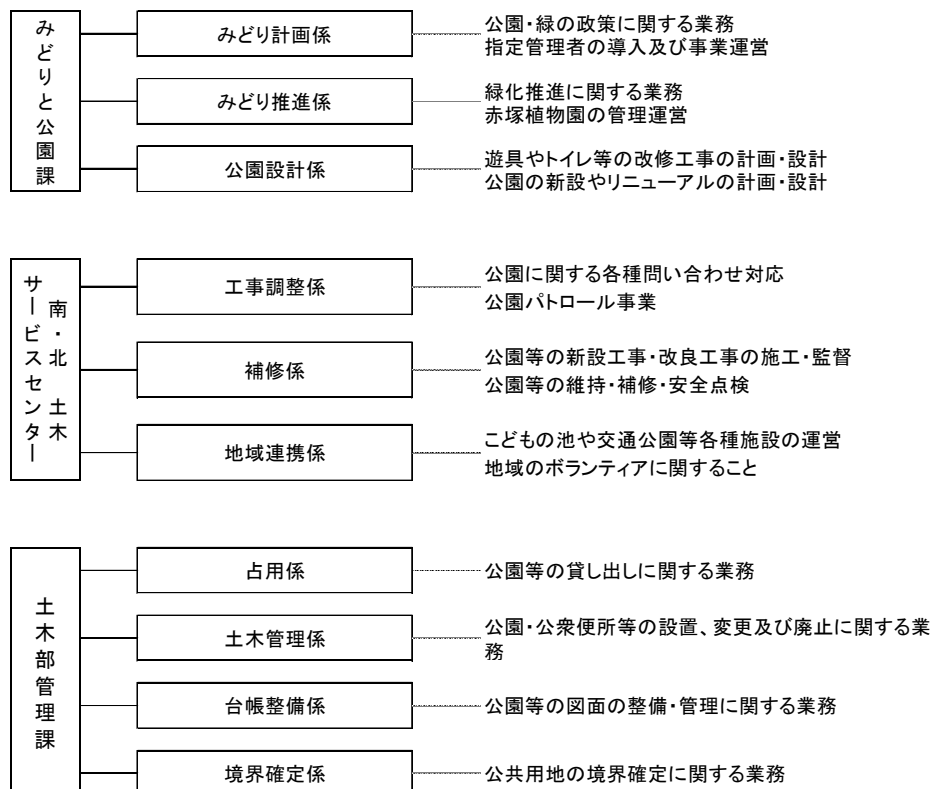 みどりと公園課
みどり計画係
公園・緑の政策に関する業務
指定管理者の導入及び事業運営
みどり推進係
緑化推進に関する業務
赤塚植物園の管理運営
公園設計係
遊具やトイレ等の改修工事の計画・設計
公園の新設やリニューアルの計画・設計
南・北 土木
サービスセンター
工事調整係
公園に関する各種問い合わせ対応
公園パトロール事業
補修係
公園等の新設工事・改良工事の施工・監督
公園等の維持・補修・安全点検
地域連携係
こどもの池や交通公園等各種施設の運営
地域のボランティアに関すること
土木部管理課
占用係
公園等の貸し出しに関する業務
土木管理係
公園・公衆便所等の設置、変更及び廃止に関する業
務
台帳整備係
公園等の図面の整備・管理に関する業務
境界確定係
公共用地の境界確定に関する業務